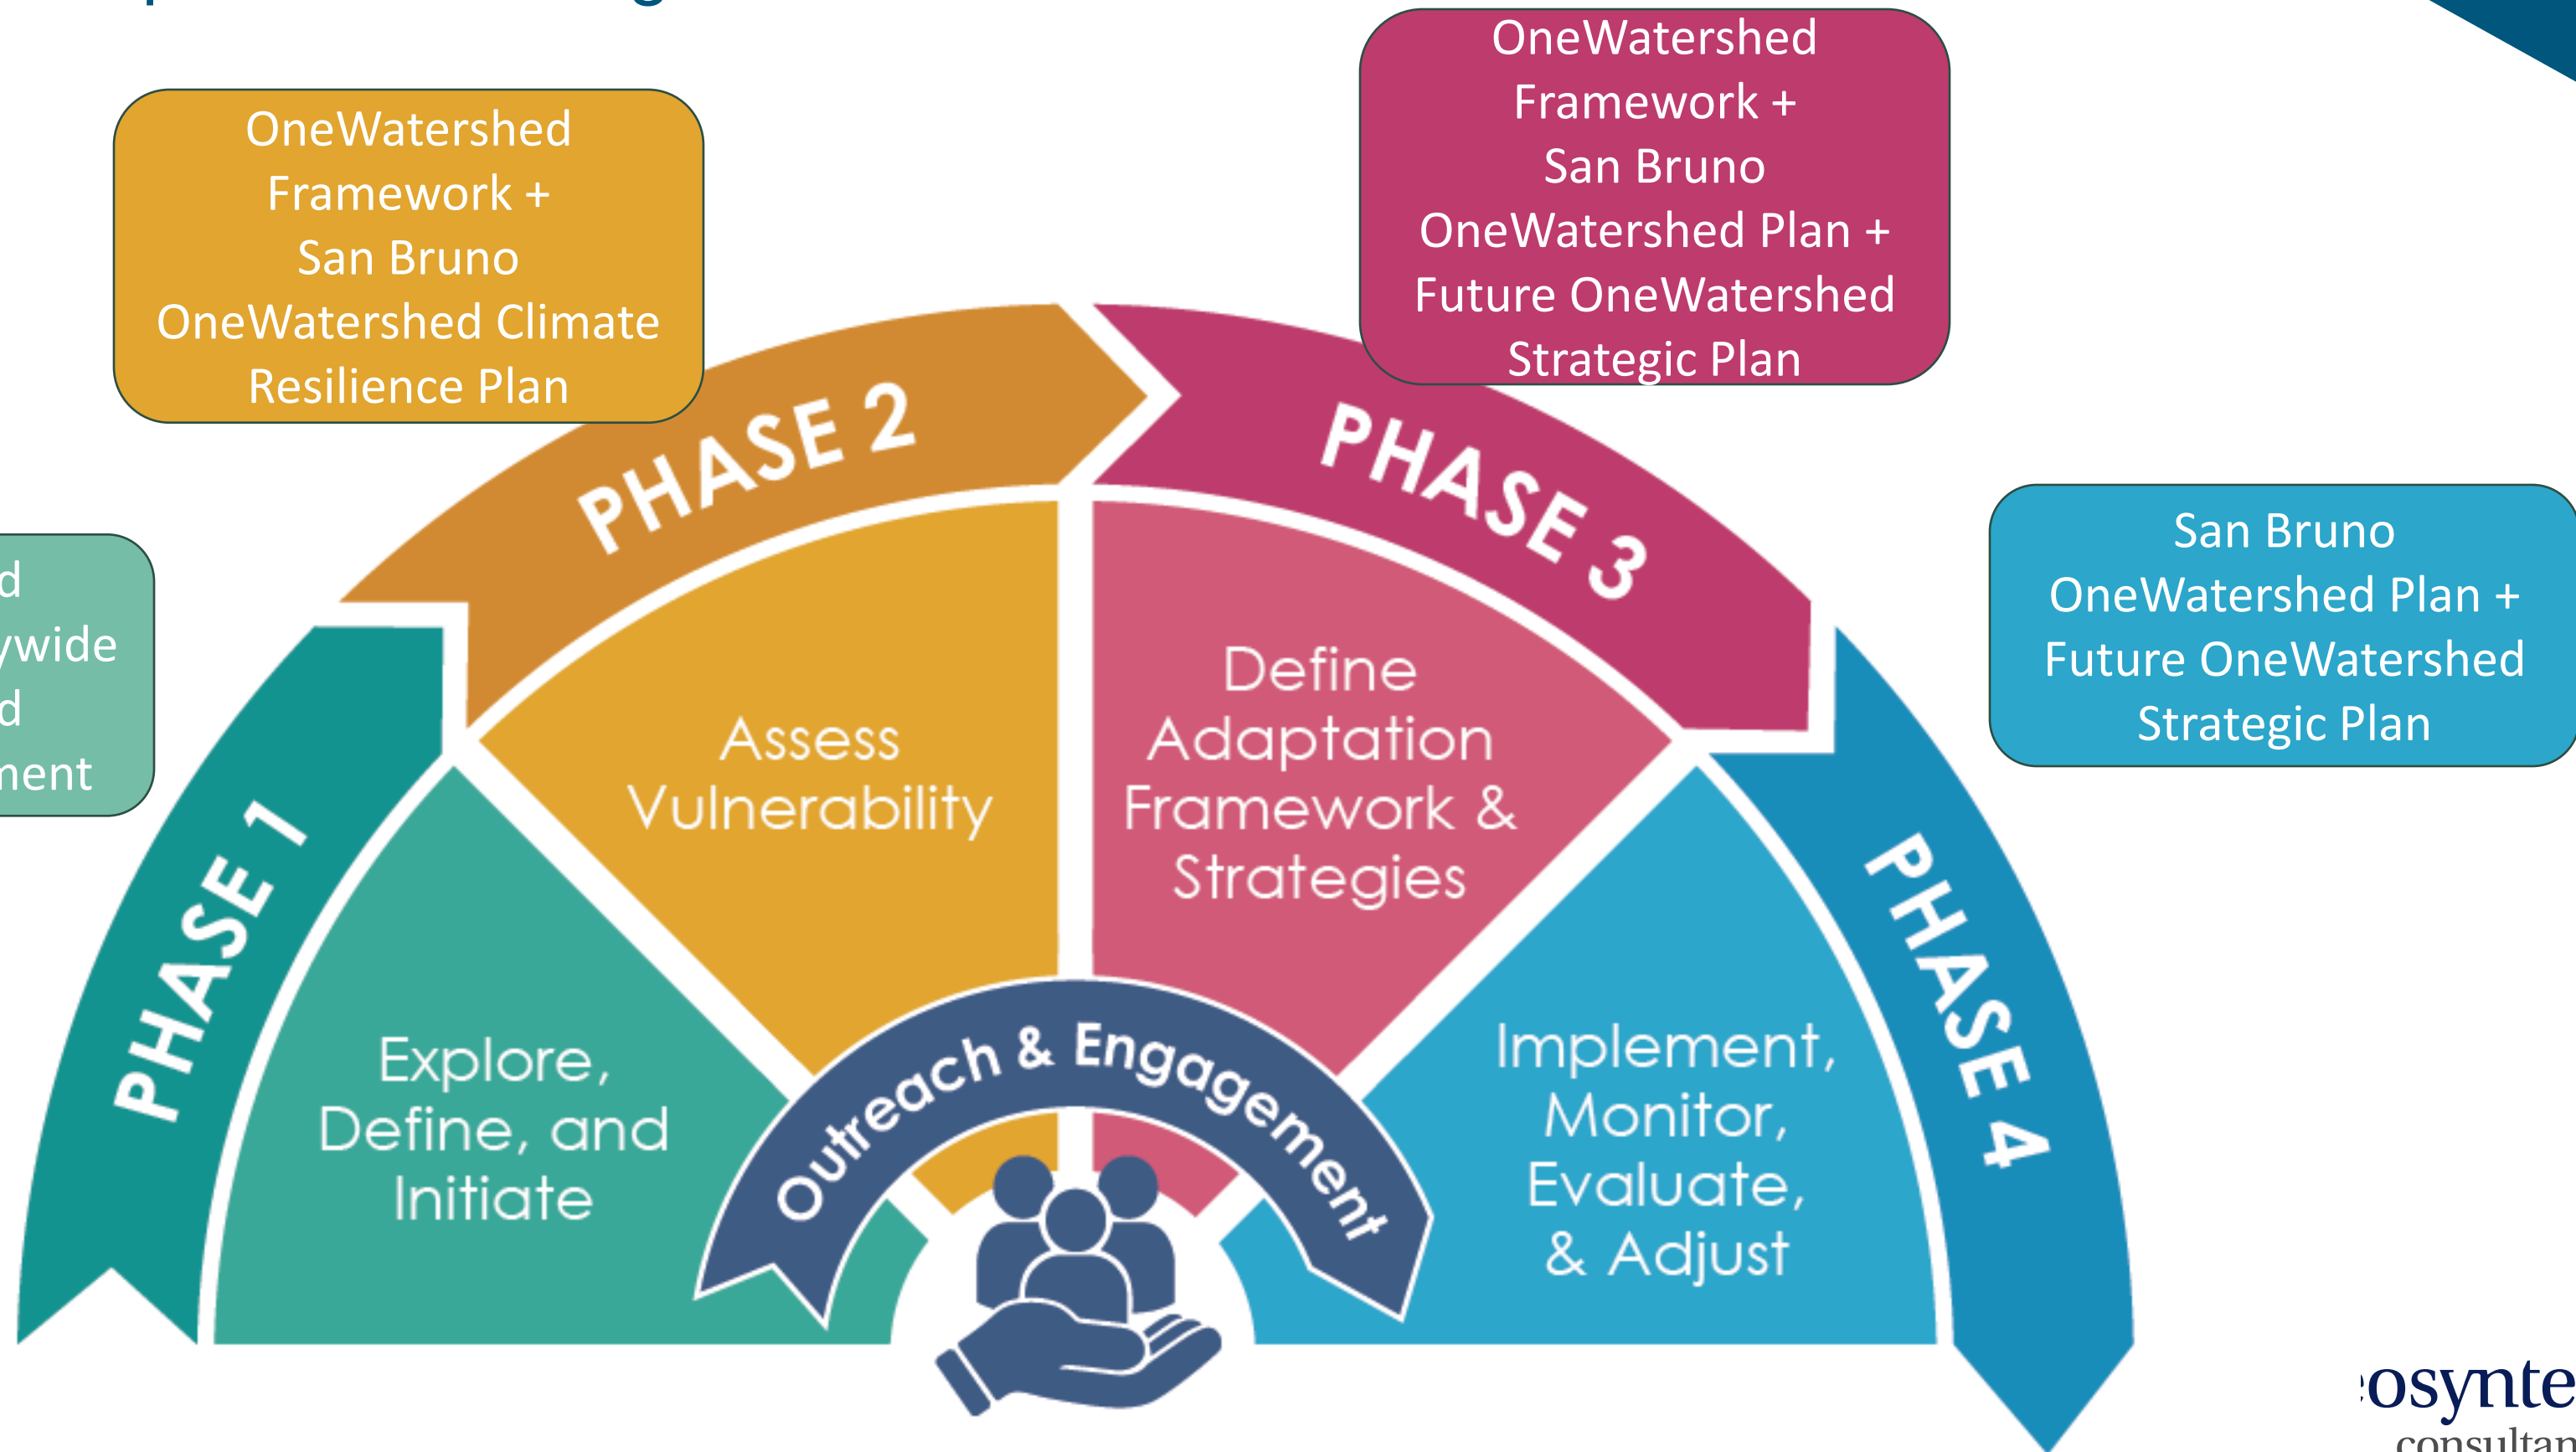 OneWatershed
Framework +
San Bruno
OneWatershed Climate
Resilience Plan
OneWatershed
Framework +
San Bruno
OneWatershed Plan +
Future OneWatershed
Strategic Plan
San Bruno
OneWatershed Plan +
Future OneWatershed
Strategic Plan
PHASE 1
PHASE 2
PHASE 3
PHASE 4
Explore,
Define, and
Initiate
Assess
Vulnerability
Define
Adaptation
Framework &
Strategies
Implement,
Monitor,
Evaluate,
& Adjust
Outreach & Engagement